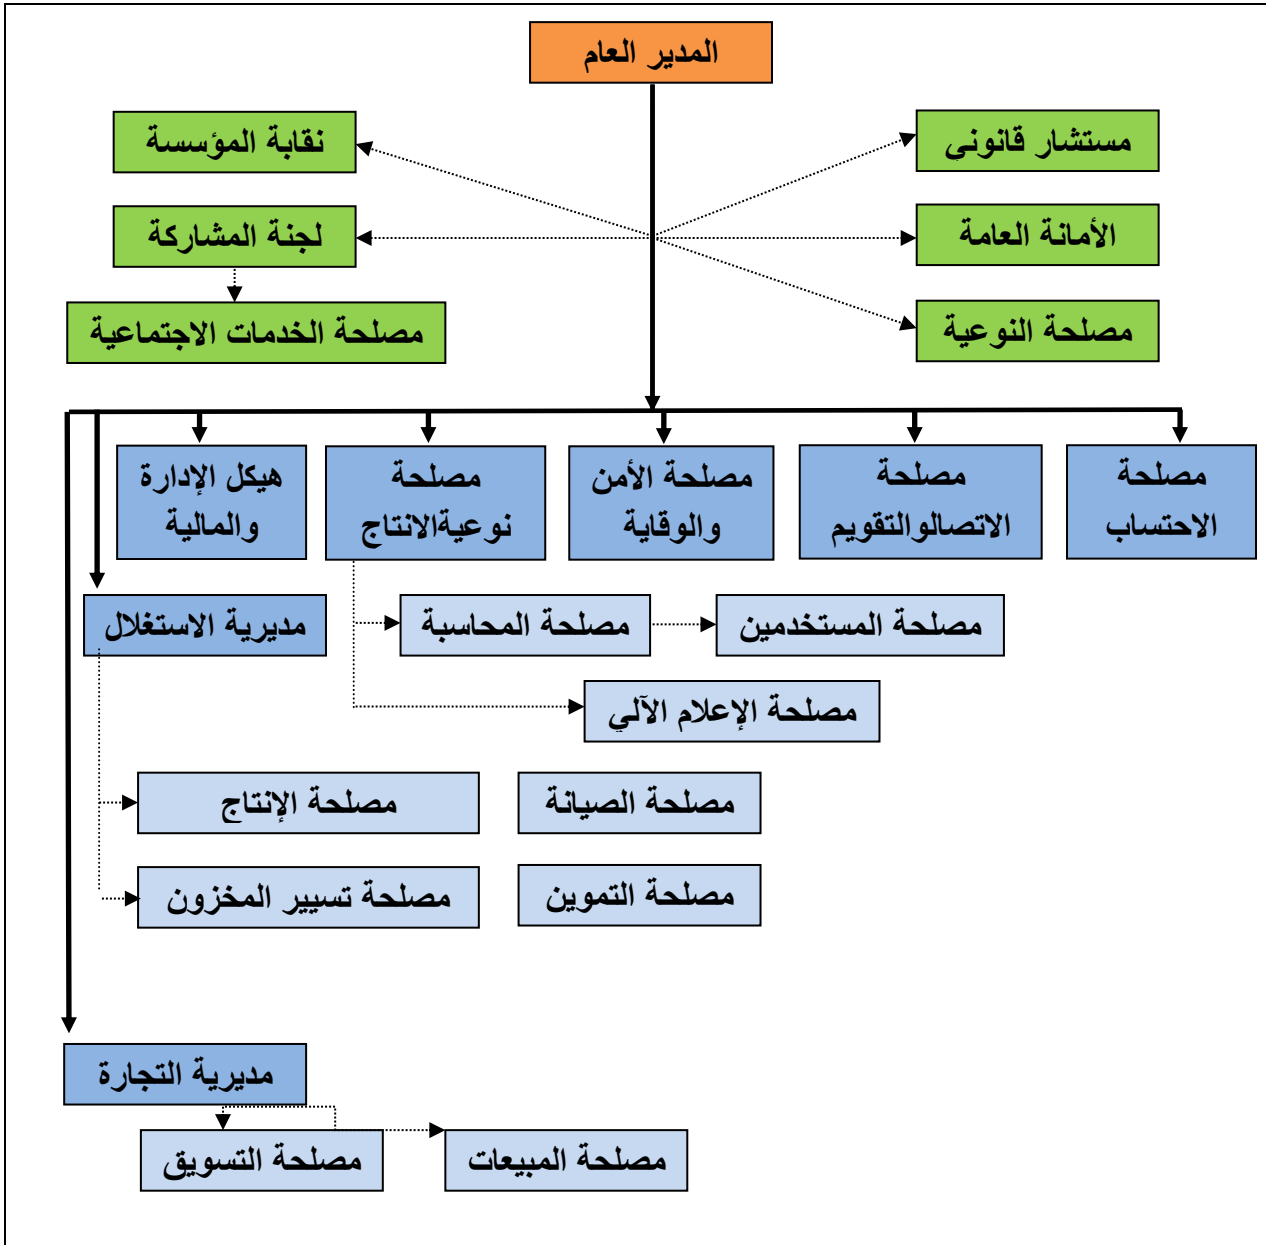 المدير العام
مستشار قانوني
نقابة المؤسسة
الأمانة العامة
لجنة المشاركة
مصلحة النوعية
مصلحة الخدمات الاجتماعية
مصلحة
الاحتساب
مصلحة
الاتصالوالتقويم
مصلحة الأمن
والوقاية
مصلحة
نوعيةالانتاج
هيكل الإدارة
والمالية
مصلحة المستخدمين
مصلحة المحاسبة
مديرية الاستغلال
مصلحة الإعلام الآلي
مصلحة الصيانة
مصلحة الإنتاج
مصلحة التموين
مصلحة تسيير المخزون
مديرية التجارة
مصلحة المبيعات
مصلحة التسويق